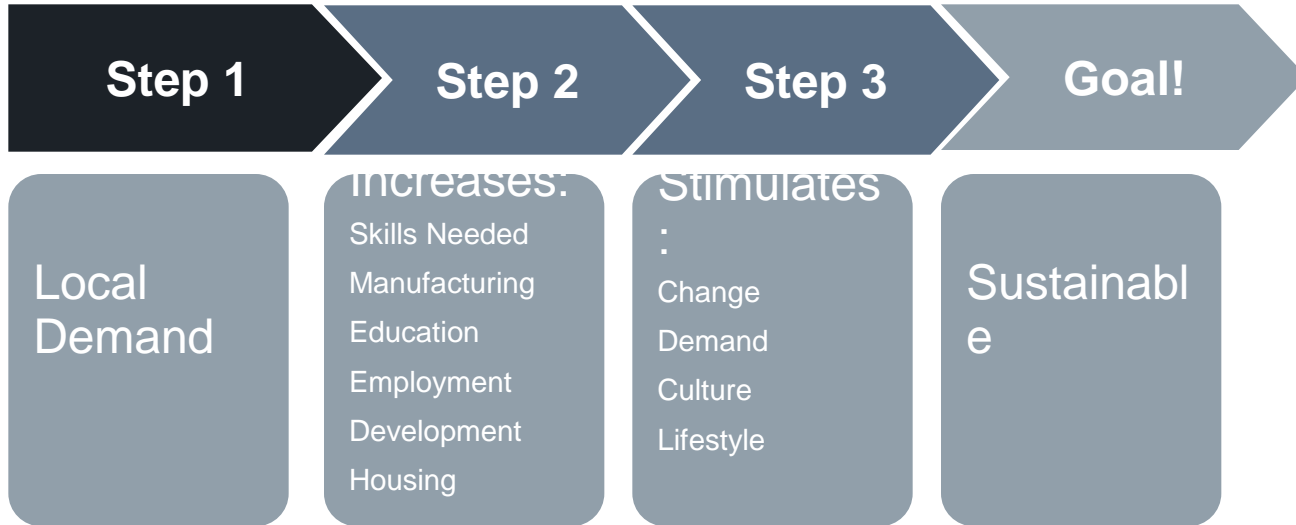 Step 1
Step 2
Step 3
Goal!
Local
Demand
Increases:
Skills Needed
Manufacturing
Education
Employment
Development
Housing
Stimulates
:
Change
Demand
Culture
Lifestyle
Sustainabl
e